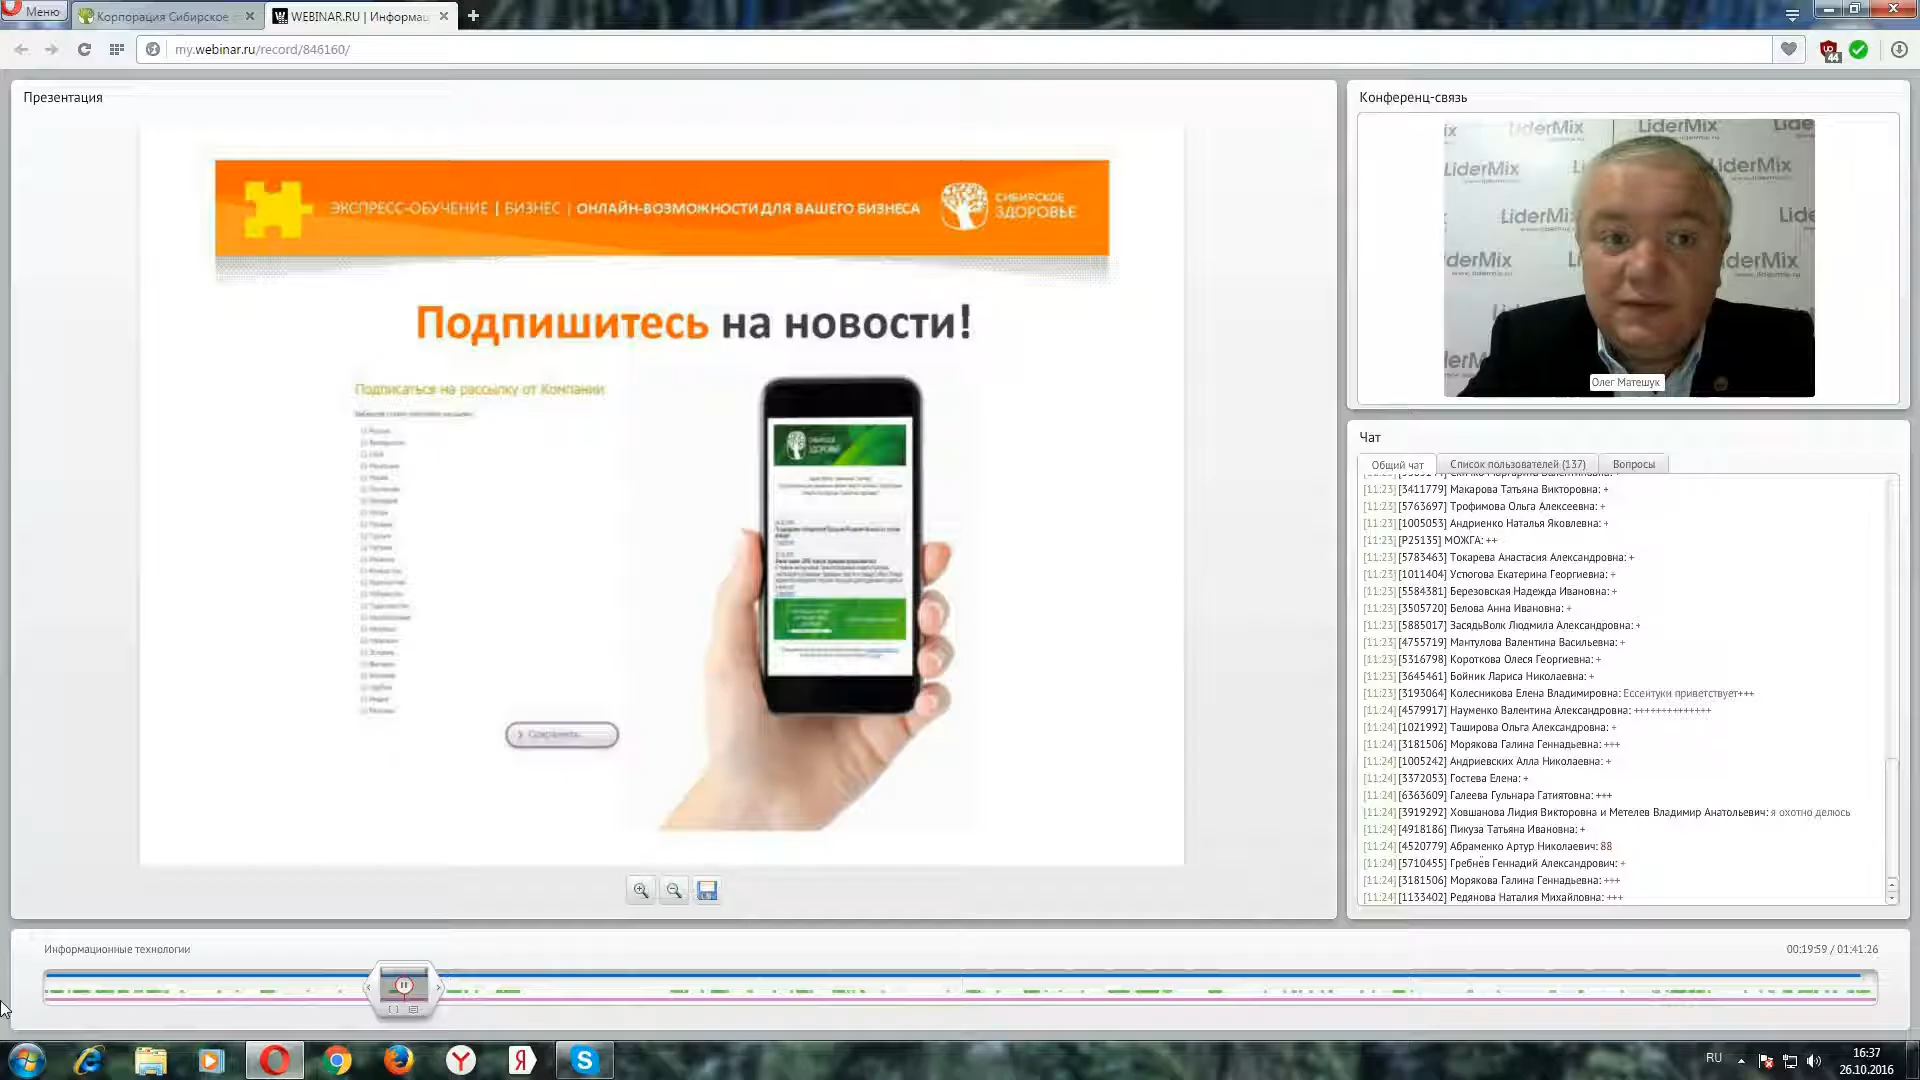 Меню
Корпорация Сибирское
WEBINAR.RU | Информац
my.webinar.ru/record/846160/
44
Презентация
ЭКСПРЕСС-ОБУЧЕНИЕ | БИЗНЕС | ОНЛАЙН-ВОЗМОЖНОСТИ ДЛЯ ВАШЕГО БИЗНЕСА
СИБИРСКОЕ
ЗДОРОВЬЕ
Подпишитесь на новости!
Подписаться на рассылку от Компании
Сохранить
СИБИРСКОЕ
ЗДОРОВЬЕ
Конференц-связь
LiderMix
Олег Матешук
Чат
Общий чат
Список пользователей (137)
Вопросы
[11:23] [3411779] Макарова Татьяна Викторовна: +
[11:23] [5763697] Трофимова Ольга Алексеевна: +
[11:23] [1005053] Андриенко Наталья Яковлевна: +
[11:23] [P25135] МОЖГА: ++
[11:23] [5783463] Токарева Анастасия Александровна: +
[11:23] [1011404] Устюгова Екатерина Георгиевна: +
[11:23] [5584381] Березовская Надежда Ивановна: +
[11:23] [3505720] Белова Анна Ивановна: +
[11:23] [5885017] ЗасядьВолк Людмила Александровна: +
[11:23] [4755719] Мантулова Валентина Васильевна: +
[11:23] [5316798] Короткова Олеся Георгиевна: +
[11:23] [3645461] Бойник Лариса Николаевна: +
[11:23] [3193064] Колесникова Елена Владимировна: Ессентуки приветствует+++
[11:24] [4579917] Науменко Валентина Александровна: ++++++++++++++
[11:24] [1021992] Таширова Ольга Александровна: +
[11:24] [3181506] Морякова Галина Геннадьевна: +++
[11:24] [1005242] Андриевских Алла Николаевна: +
[11:24] [3372053] Гостева Елена: +
[11:24] [6363609] Галеева Гульнара Гатиятовна: +++
[11:24] [3919292] Ховшанова Лидия Викторовна и Метелев Владимир Анатольевич: я охотно делюсь
[11:24] [4918186] Пикуза Татьяна Ивановна: +
[11:24] [4520779] Абраменко Артур Николаевич: 88
[11:24] [5710455] Гребнёв Геннадий Александрович: +
[11:24] [3181506] Морякова Галина Геннадьевна: +++
[11:24] [1133402] Редянова Наталия Михайловна: +++
Информационные технологии
00:19:59 / 01:41:26
RU
16:37
26.10.2016